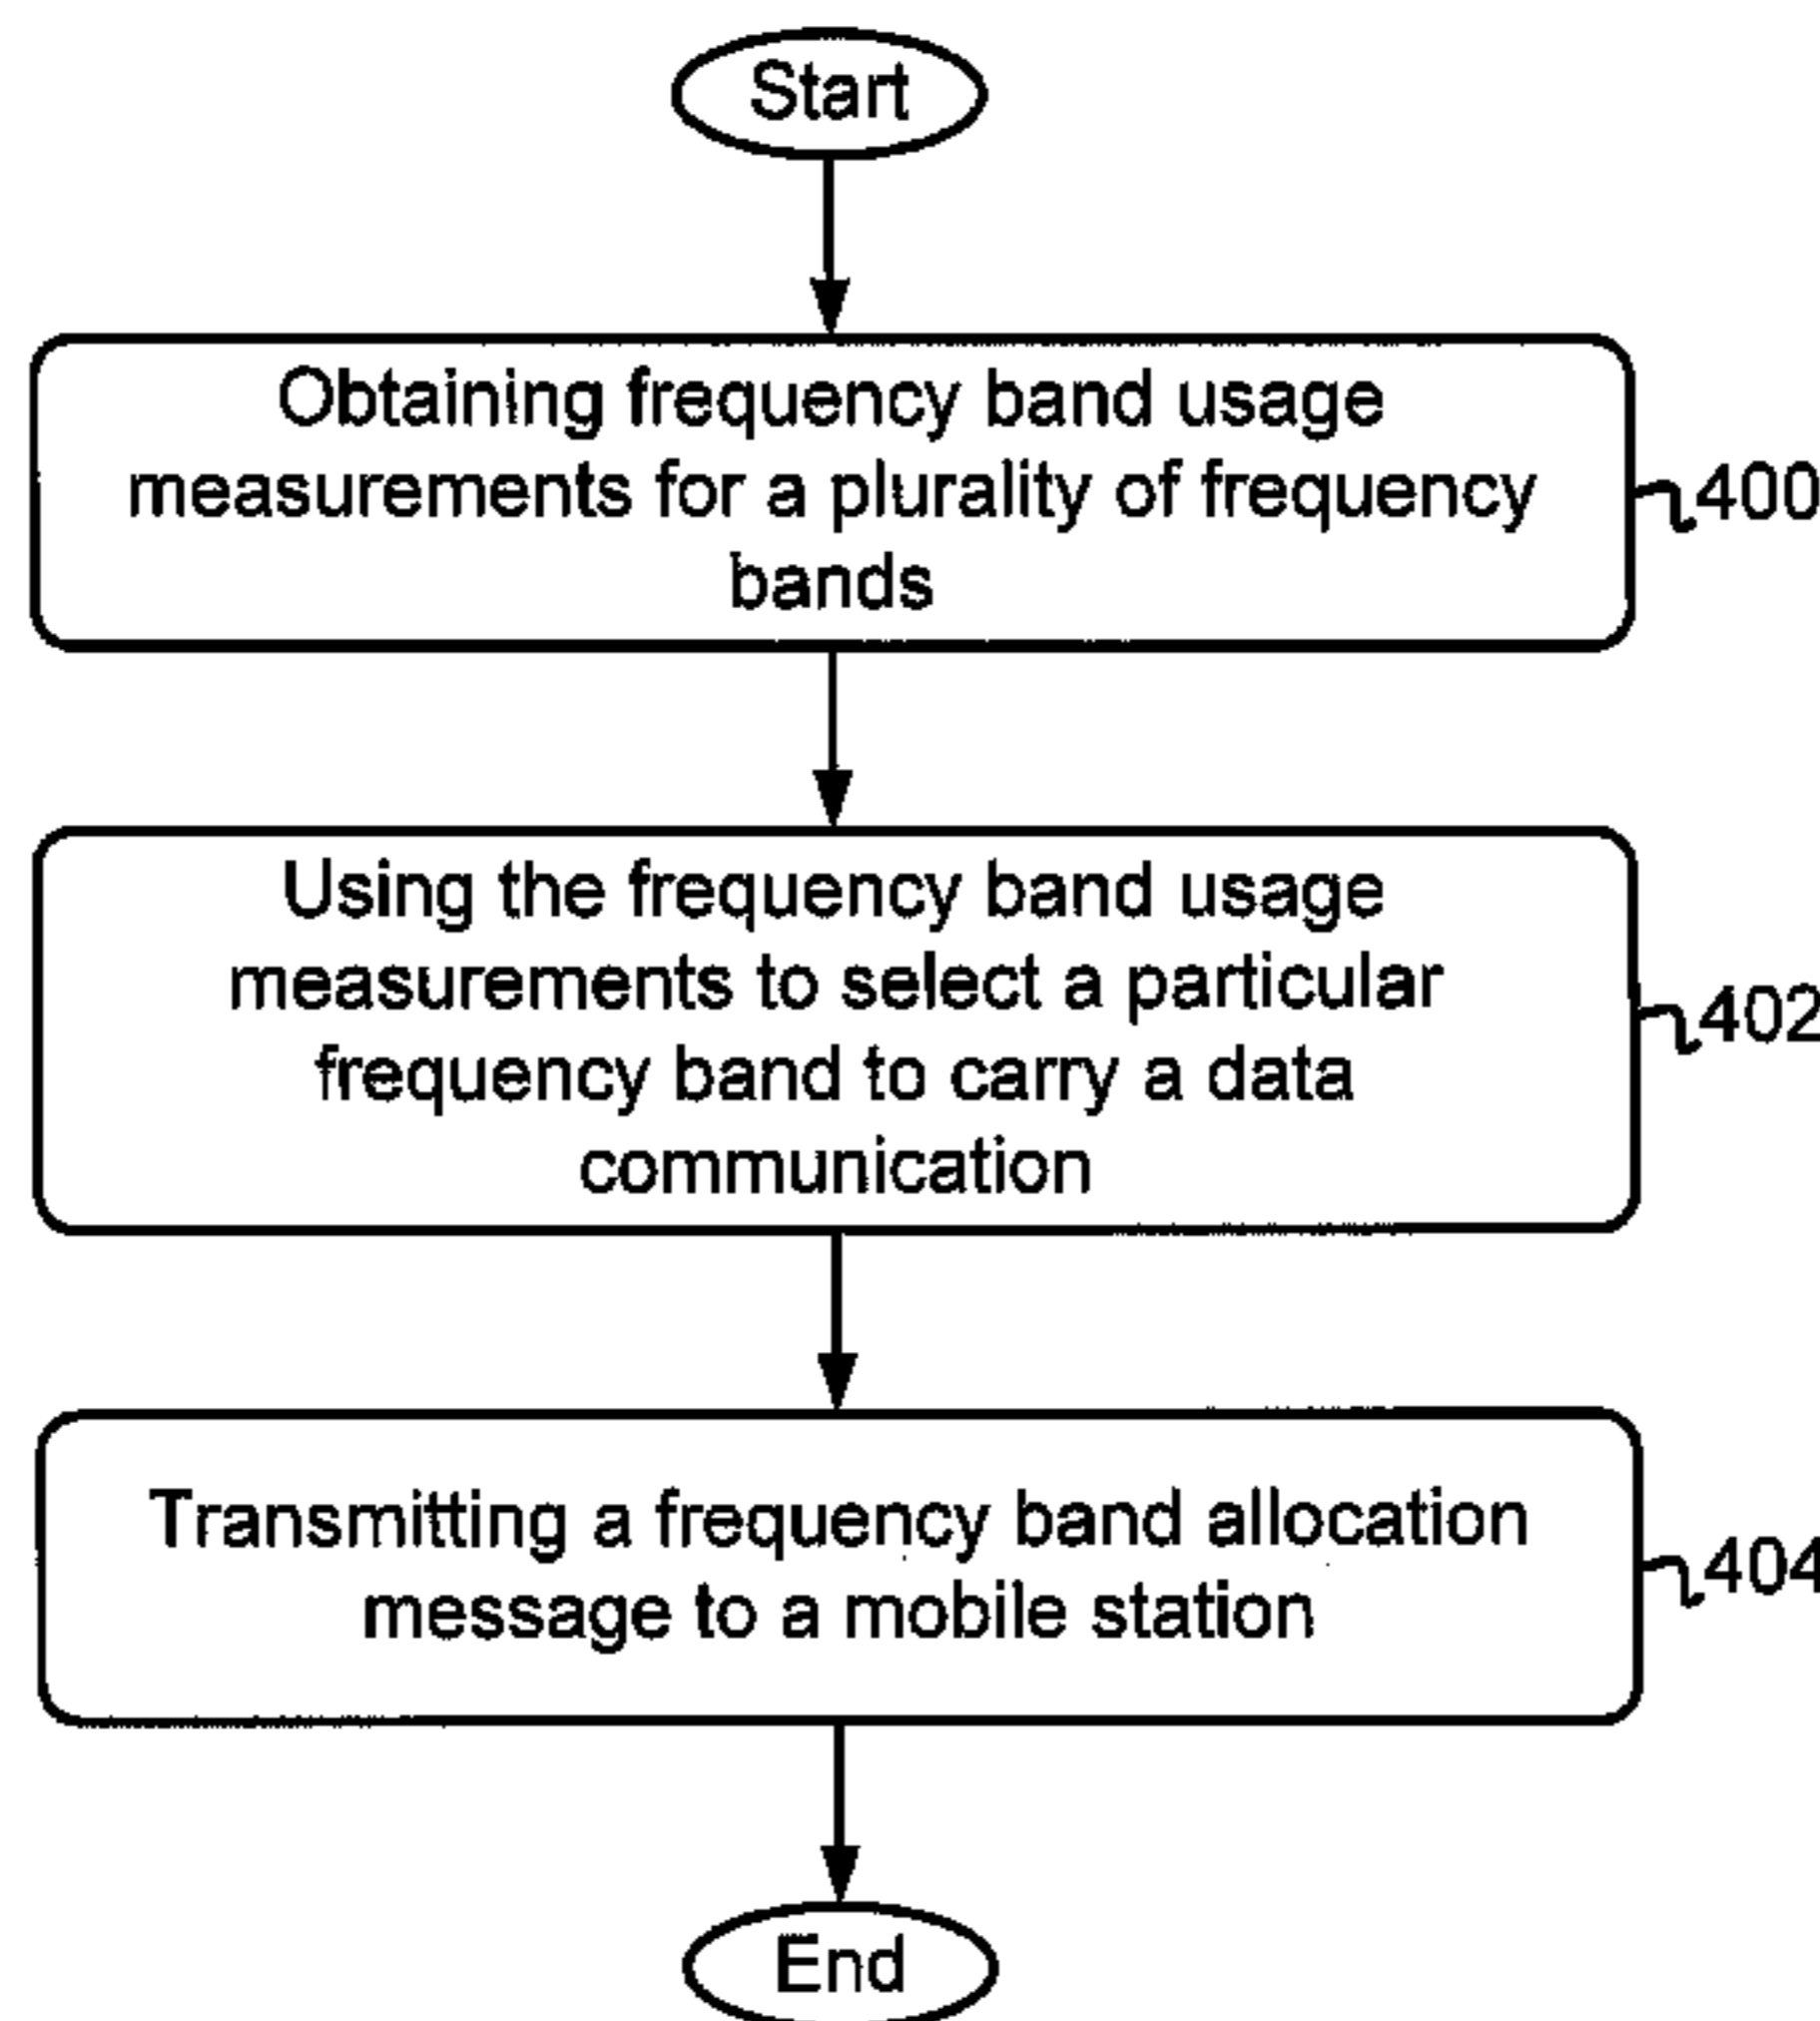 Start
Obtaining frequency band usage
measurements for a plurality of frequency
bands
400
Using the frequency band usage
measurements to select a particular
frequency band to carry a data
communication
402
Transmitting a frequency band allocation
message to a mobile station
404
End